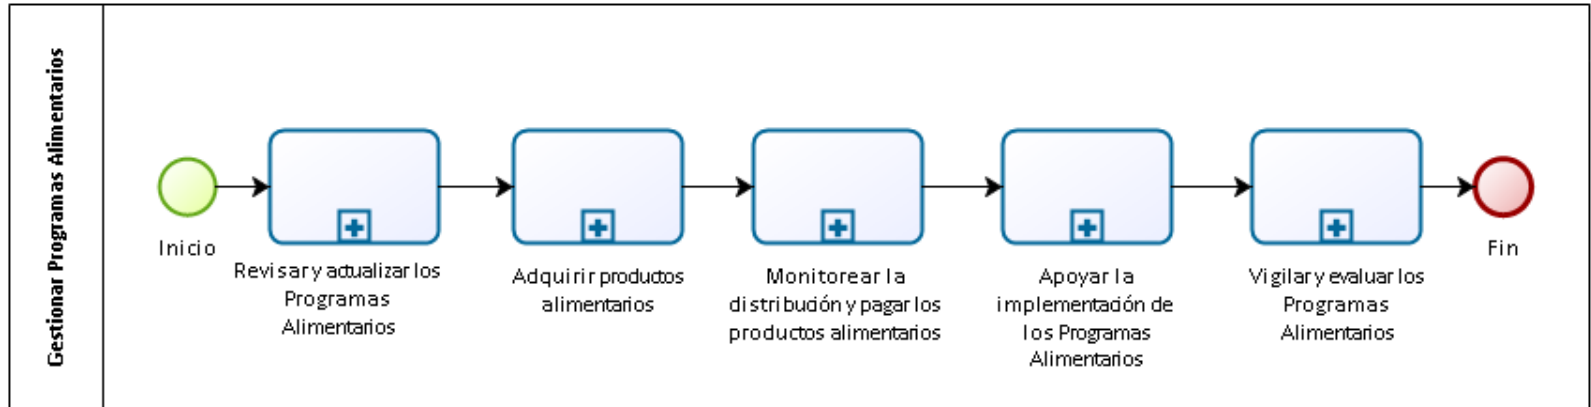 Gestionar Programas Alimentarios
Inicio
Revisar y actualizar los
Programas
Alimentarios
Adquirir productos
alimentarios
Monitorear la
distribución y pagar los
productos alimentarios
Apoyar la
implementación de
los Programas
Alimentarios
Vigilar y evaluar los
Programas
Alimentarios
Fin